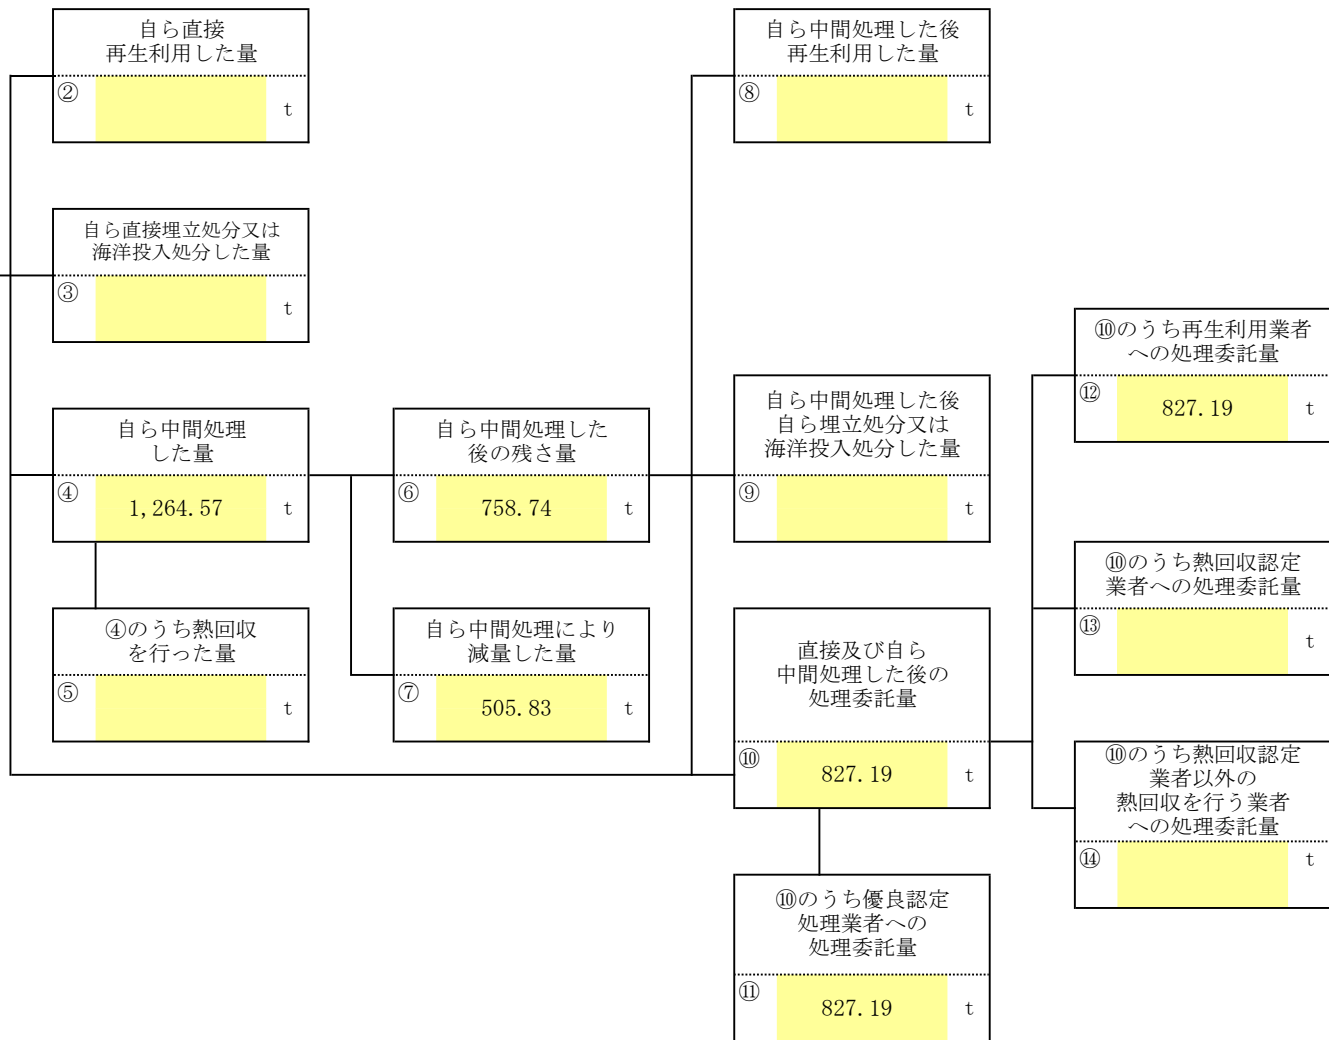 自ら直接
再生利用した量
②
t
自ら中間処理した後
再生利用した量
⑧
t
自ら直接埋立処分又は
海洋投入処分した量
③
t
⑩のうち再生利用業者
への処理委託量
⑫
827.19 t
自ら中間処理
した量
④
1,264.57 t
自ら中間処理した
後の残さ量
⑥
758.74 t
自ら中間処理した後
自ら埋立処分又は
海洋投入処分した量
⑨
t
⑩のうち熱回収認定
業者への処理委託量
⑬
t
④のうち熱回収
を行った量
⑤
t
自ら中間処理により
減量した量
⑦
505.83 t
直接及び自ら
中間処理した後の
処理委託量
⑩
827.19 t
⑩のうち熱回収認定
業者以外の
熱回収を行う業者
への処理委託量
⑭
t
⑩のうち優良認定
処理業者への
処理委託量
⑪
827.19 t